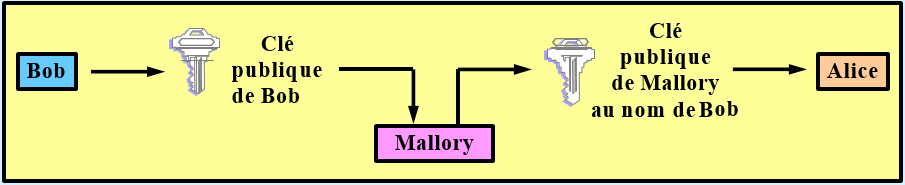 Bob
Clé
publique
de Bob
Mallory
Clé
publique
de Mallory
au nom de Bob
Alice